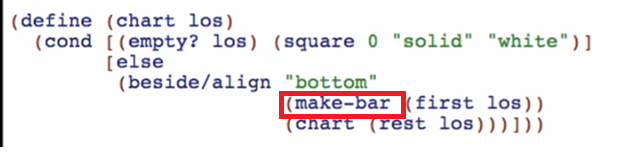 (define (chart los)
(cond [(empty? los) (square 0 "solid" "white")]
[else
(beside/align "bottom"
(make-bar (first los))
(chart (rest los)))]))